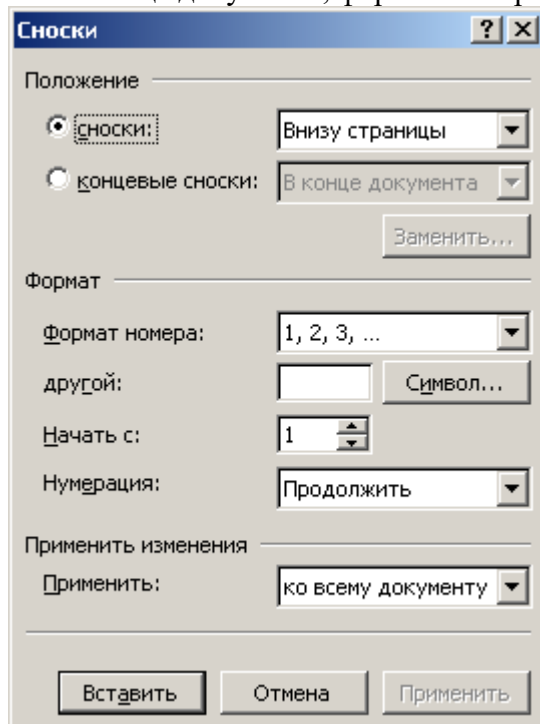 Сноски
Положение
сноски: Внизу страницы
концевые сноски: В конце документа
Заменить...
Формат
Формат номера: 1, 2, 3, ...
другой: Символ...
Начать с: 1
Нумерация: Продолжить
Применить изменения
Применить: ко всему документу
Вставить Отмена Применить